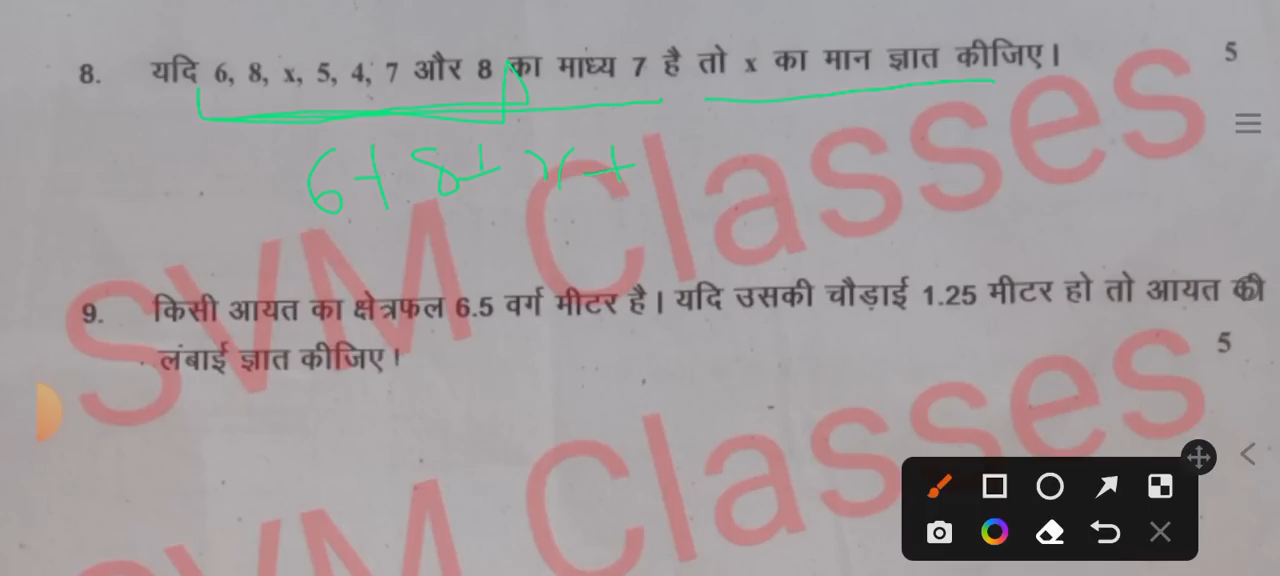 8. यदि 6, 8, x, 5, 4, 7 और 8 का माध्य 7 है तो x का मान ज्ञात कीजिए। 5
6+8+x+
9. किसी आयत का क्षेत्रफल 6.5 वर्ग मीटर है। यदि उसकी चौड़ाई 1.25 मीटर हो तो आयत की
लंबाई ज्ञात कीजिए। 5
SVM Classes
SVM Classes